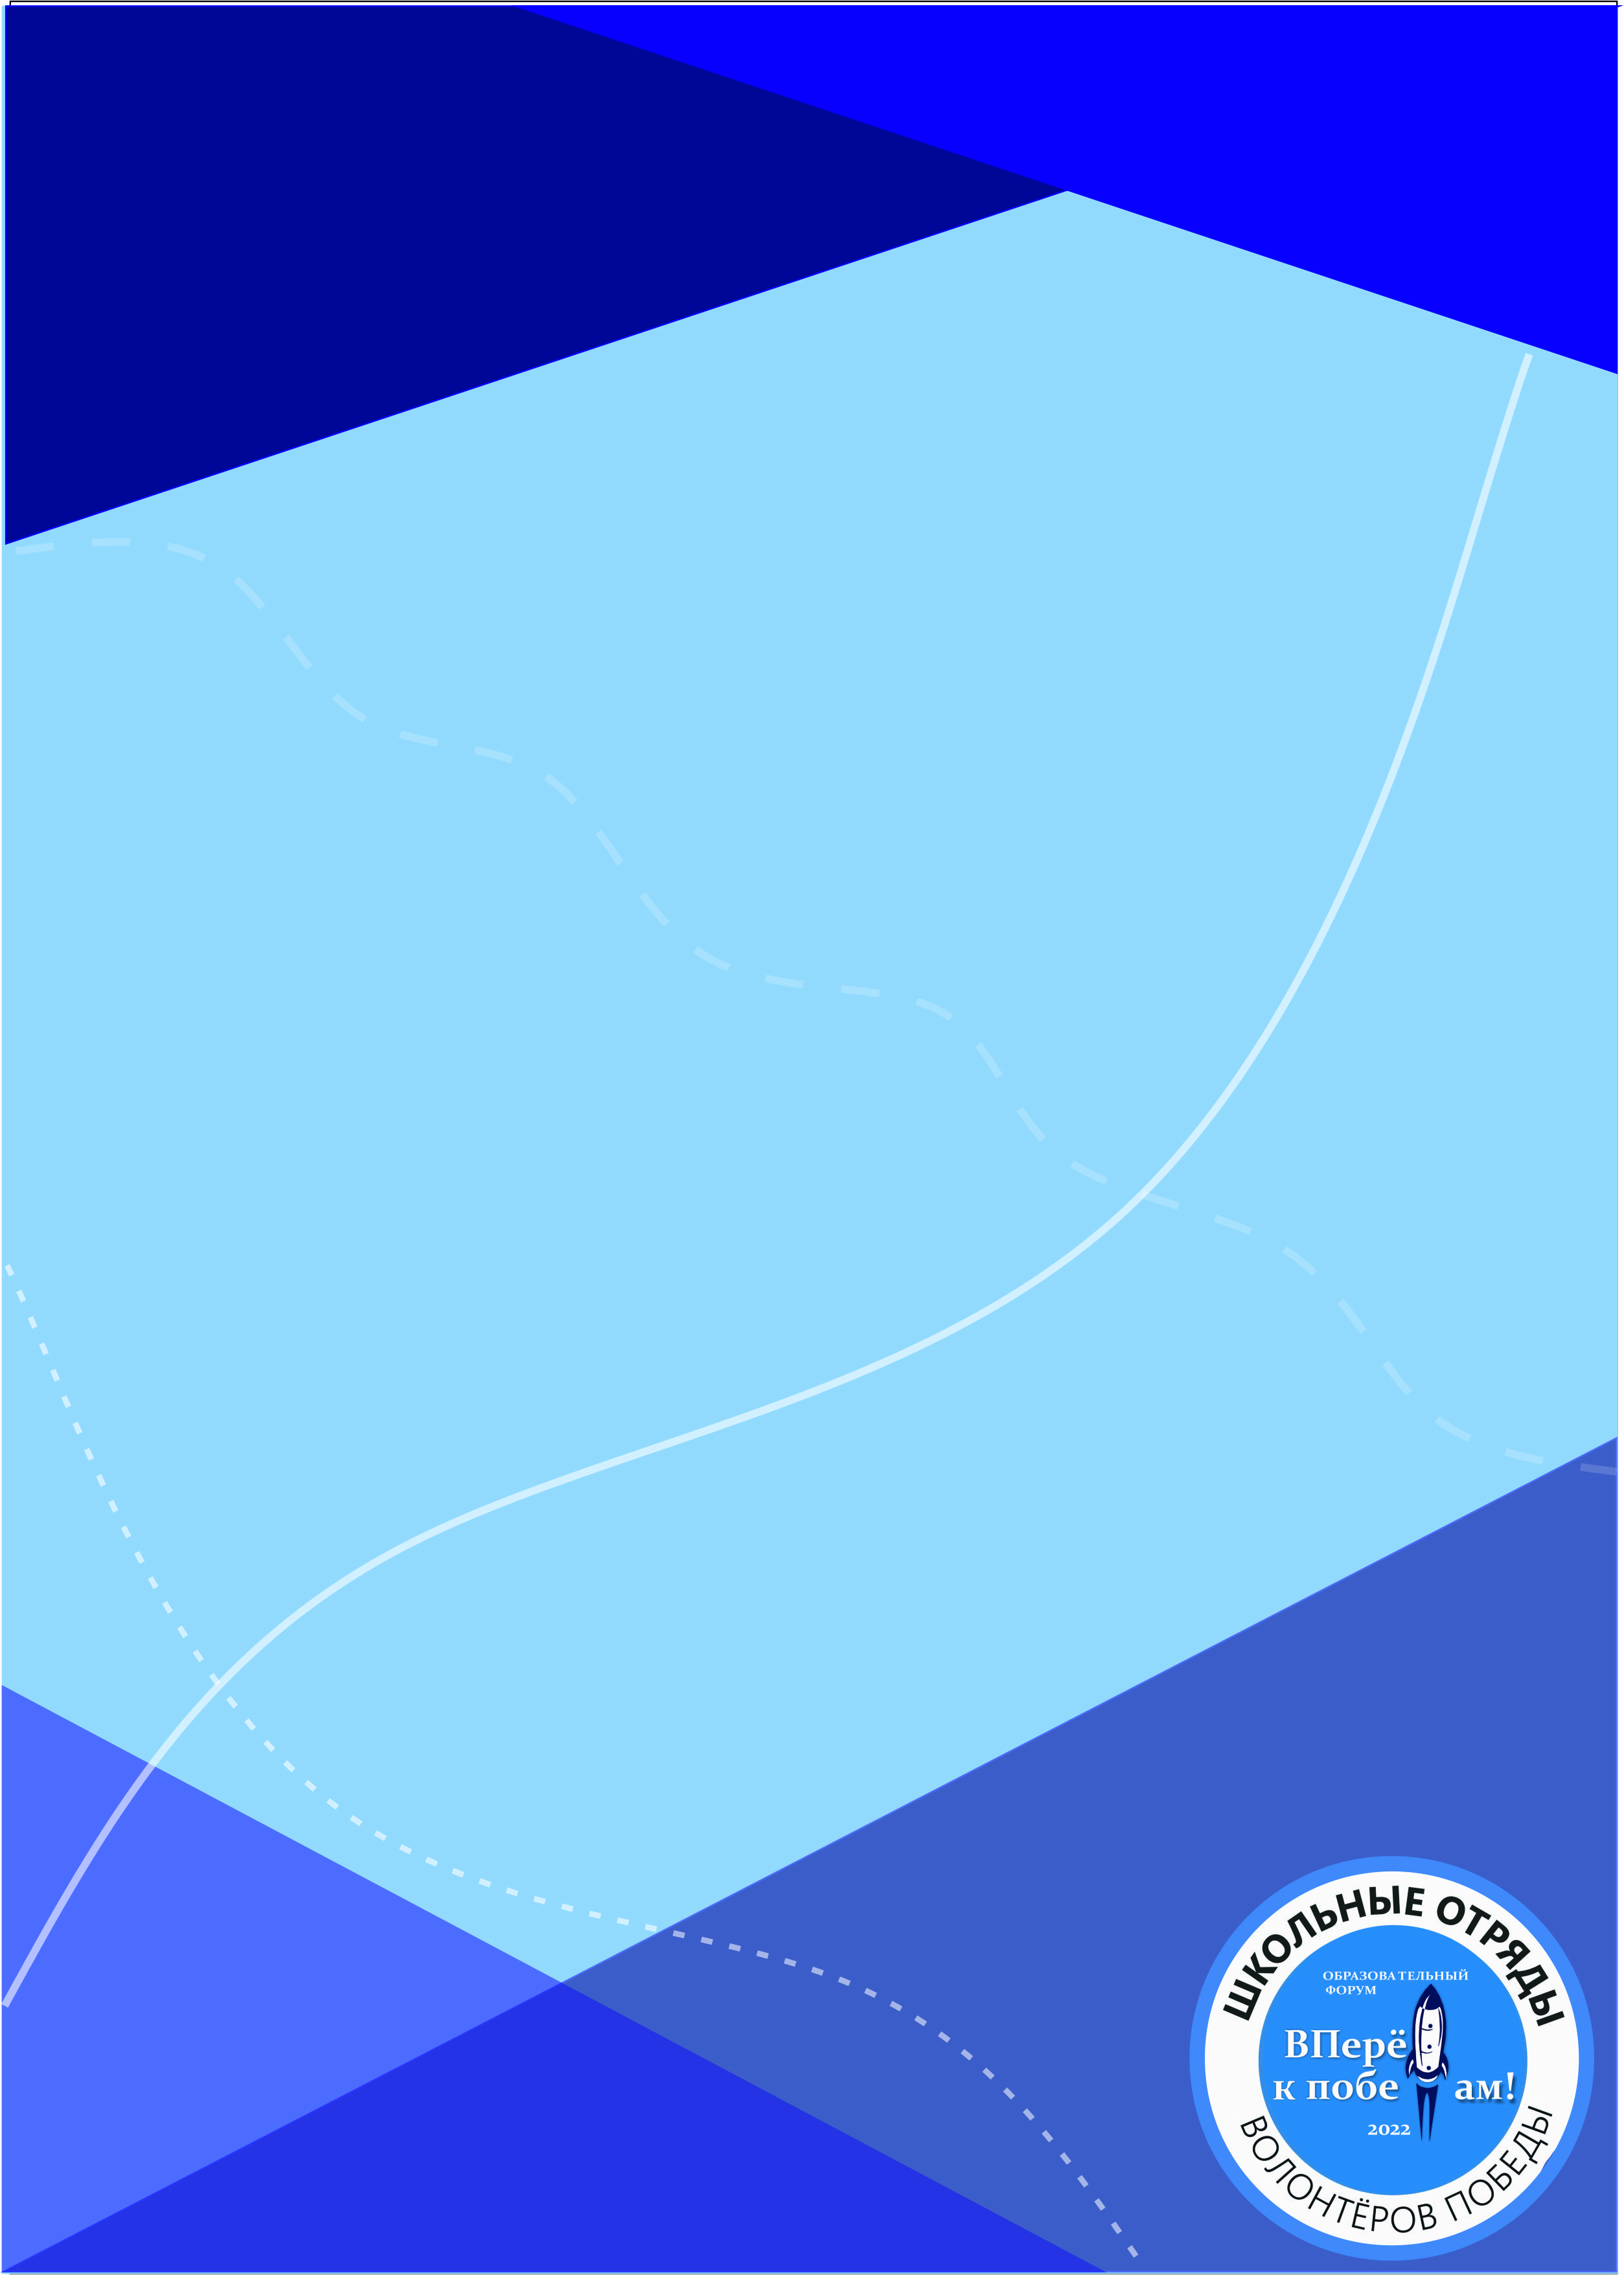 ШКОЛЬНЫЕ ОТРЯДЫ
ОБРАЗОВАТЕЛЬНЫЙ
ФОРУМ
ВПерё
к побе ам!
2022
ВОЛОНТЁРОВ ПОБЕДЫ